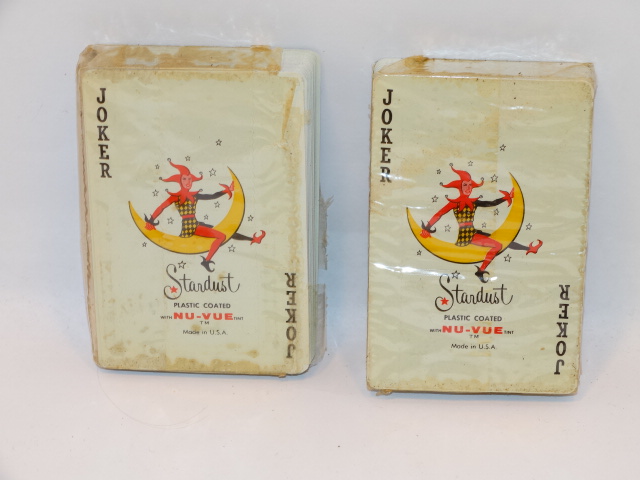 JOKER
Stardust
PLASTIC COATED
WITH NU-VUE TINT
TM
Made in U.S.A.
JOKER
JOKER
Stardust
PLASTIC COATED
WITH NU-VUE TINT
TM
Made in U.S.A.
JOKER